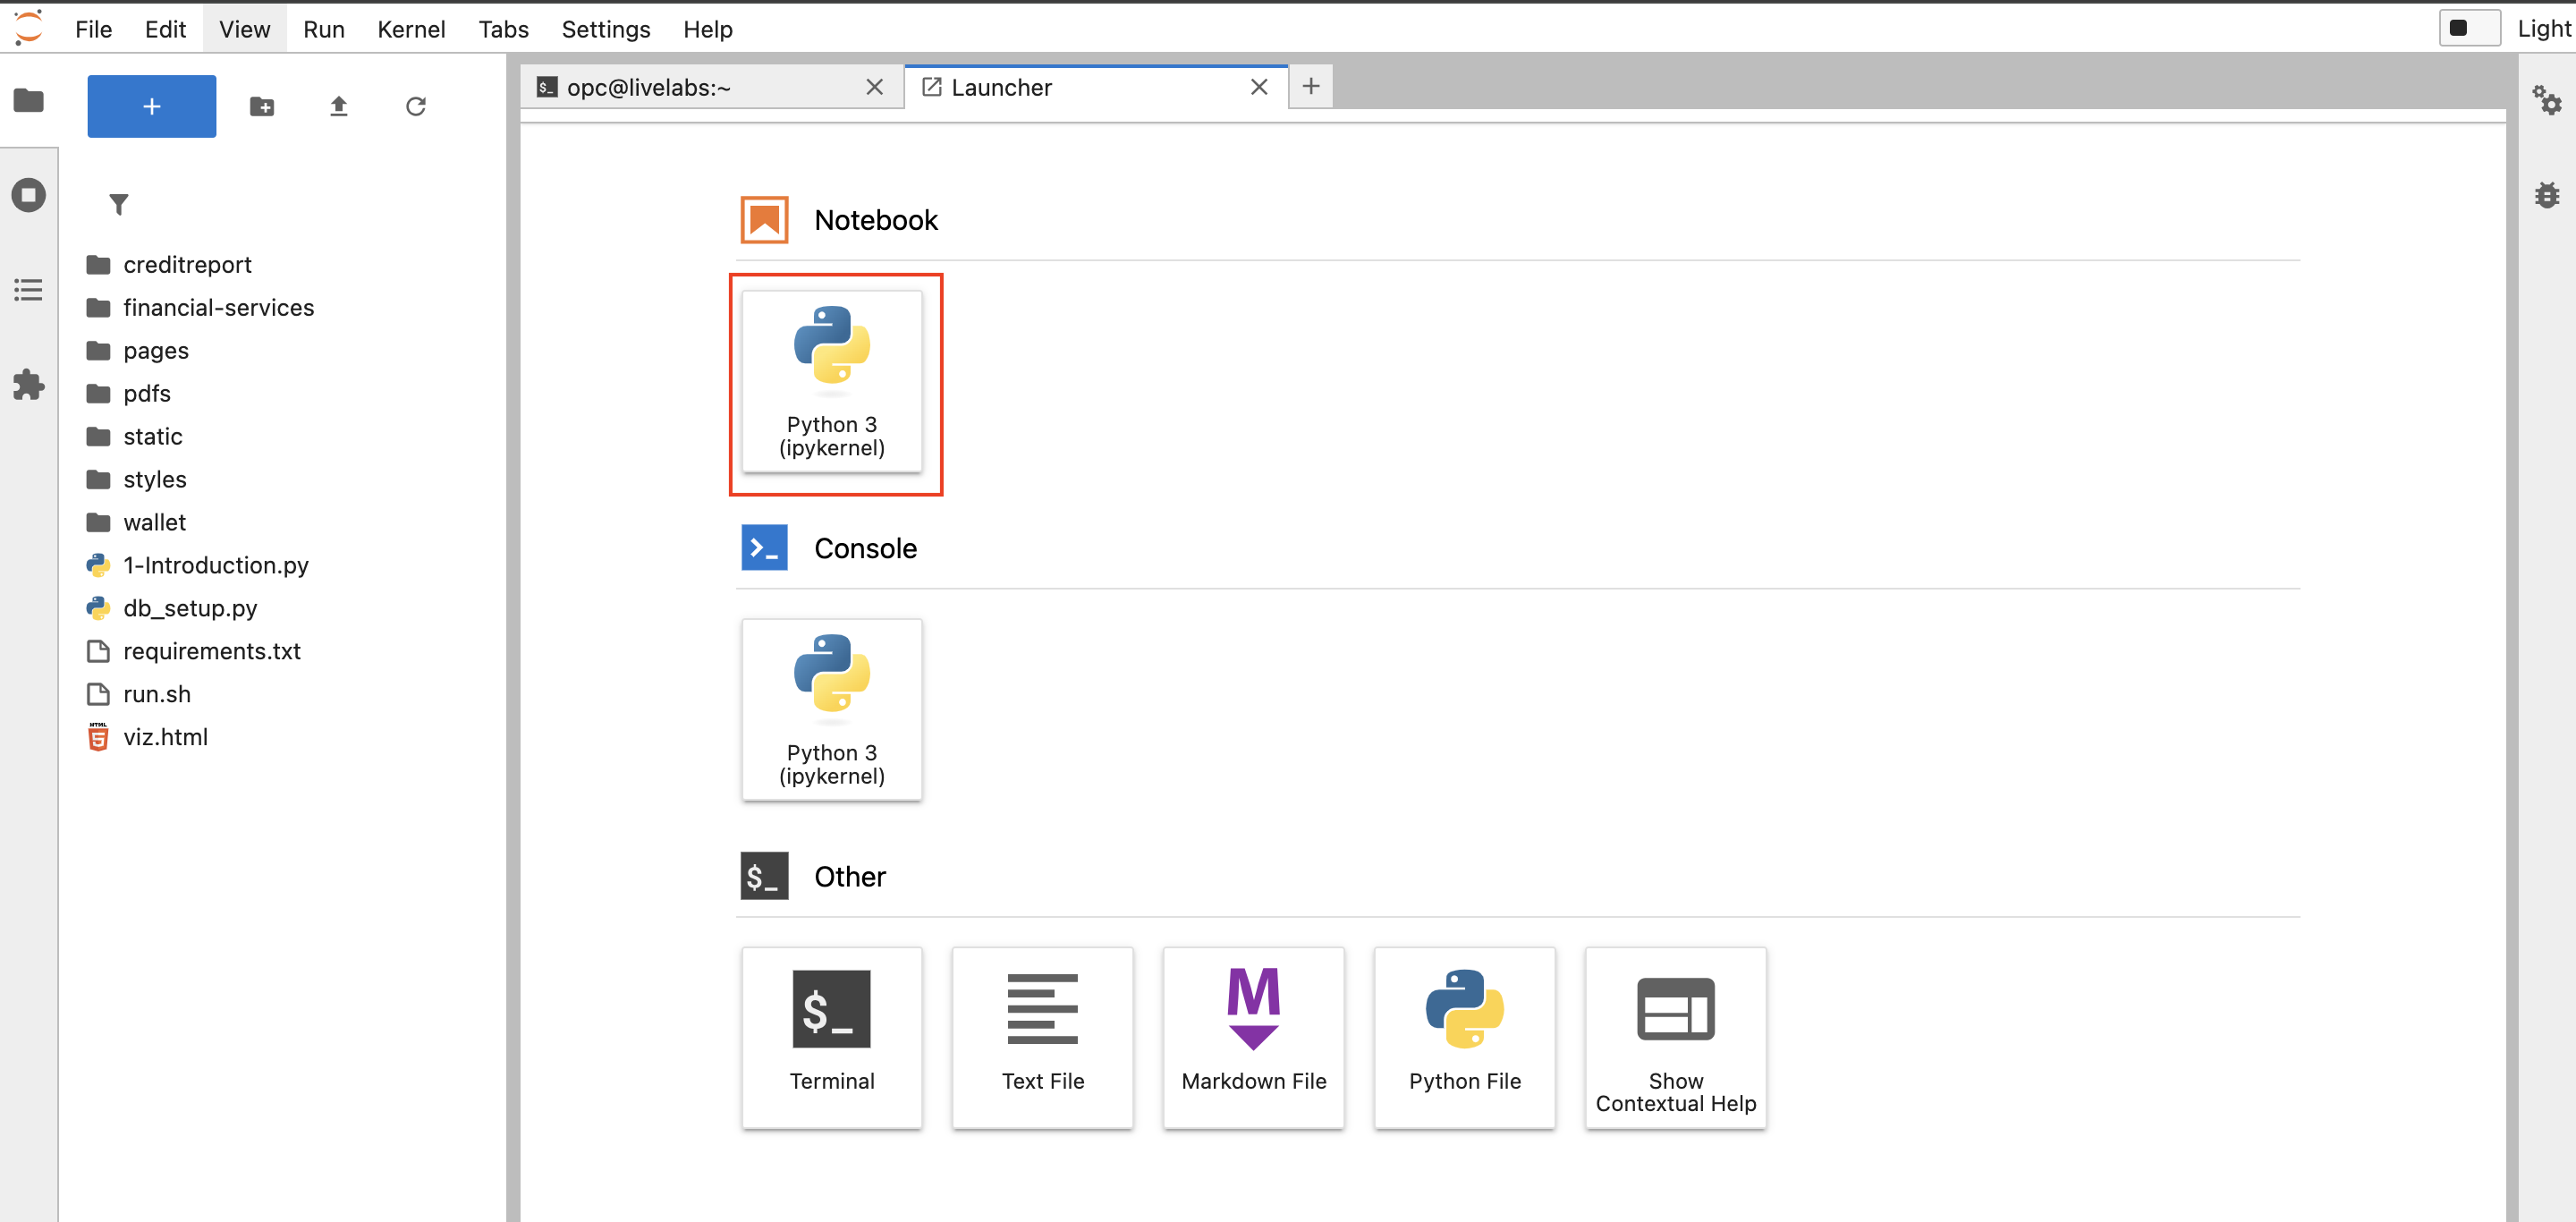 File Edit View Run Kernel Tabs Settings Help Light
$_ opc@livelabs:~ Launcher
creditreport
financial-services
pages
pdfs
static
styles
wallet
1-Introduction.py
db_setup.py
requirements.txt
run.sh
HTML 5 viz.html
Notebook
Python 3
(ipykernel)
>_ Console
Python 3
(ipykernel)
$_ Other
$_
Terminal
Text File
M
Markdown File
Python File
Show
Contextual Help